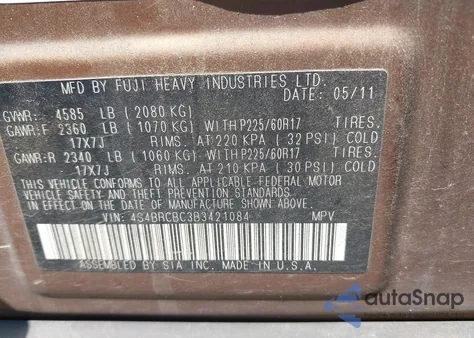 MFD BY FUJI HEAVY INDUSTRIES LTD.
DATE: 05/11
GVWR: 4585 LB (2080 KG)
GAWR:F 2360 LB (1070 KG) WITH P225/60R17 TIRES.
17X7J RIMS. AT 220 KPA (32 PSI) COLD
GAWR:R 2340 LB (1060 KG) WITH P225/60R17 TIRES.
17X7J RIMS. AT 210 KPA (30 PSI) COLD
THIS VEHICLE CONFORMS TO ALL APPLICABLE FEDERAL MOTOR
VEHICLE SAFETY, BUMPER, AND THEFT PREVENTION STANDARDS
IN EFFECT ON THE DATE OF MANUFACTURE SHOWN ABOVE.
VIN: 4S4BRCBC3B3421084 MPV
ASSEMBLED BY SIA INC. MADE IN U.S.A.
autoSnap
by carsfromwest